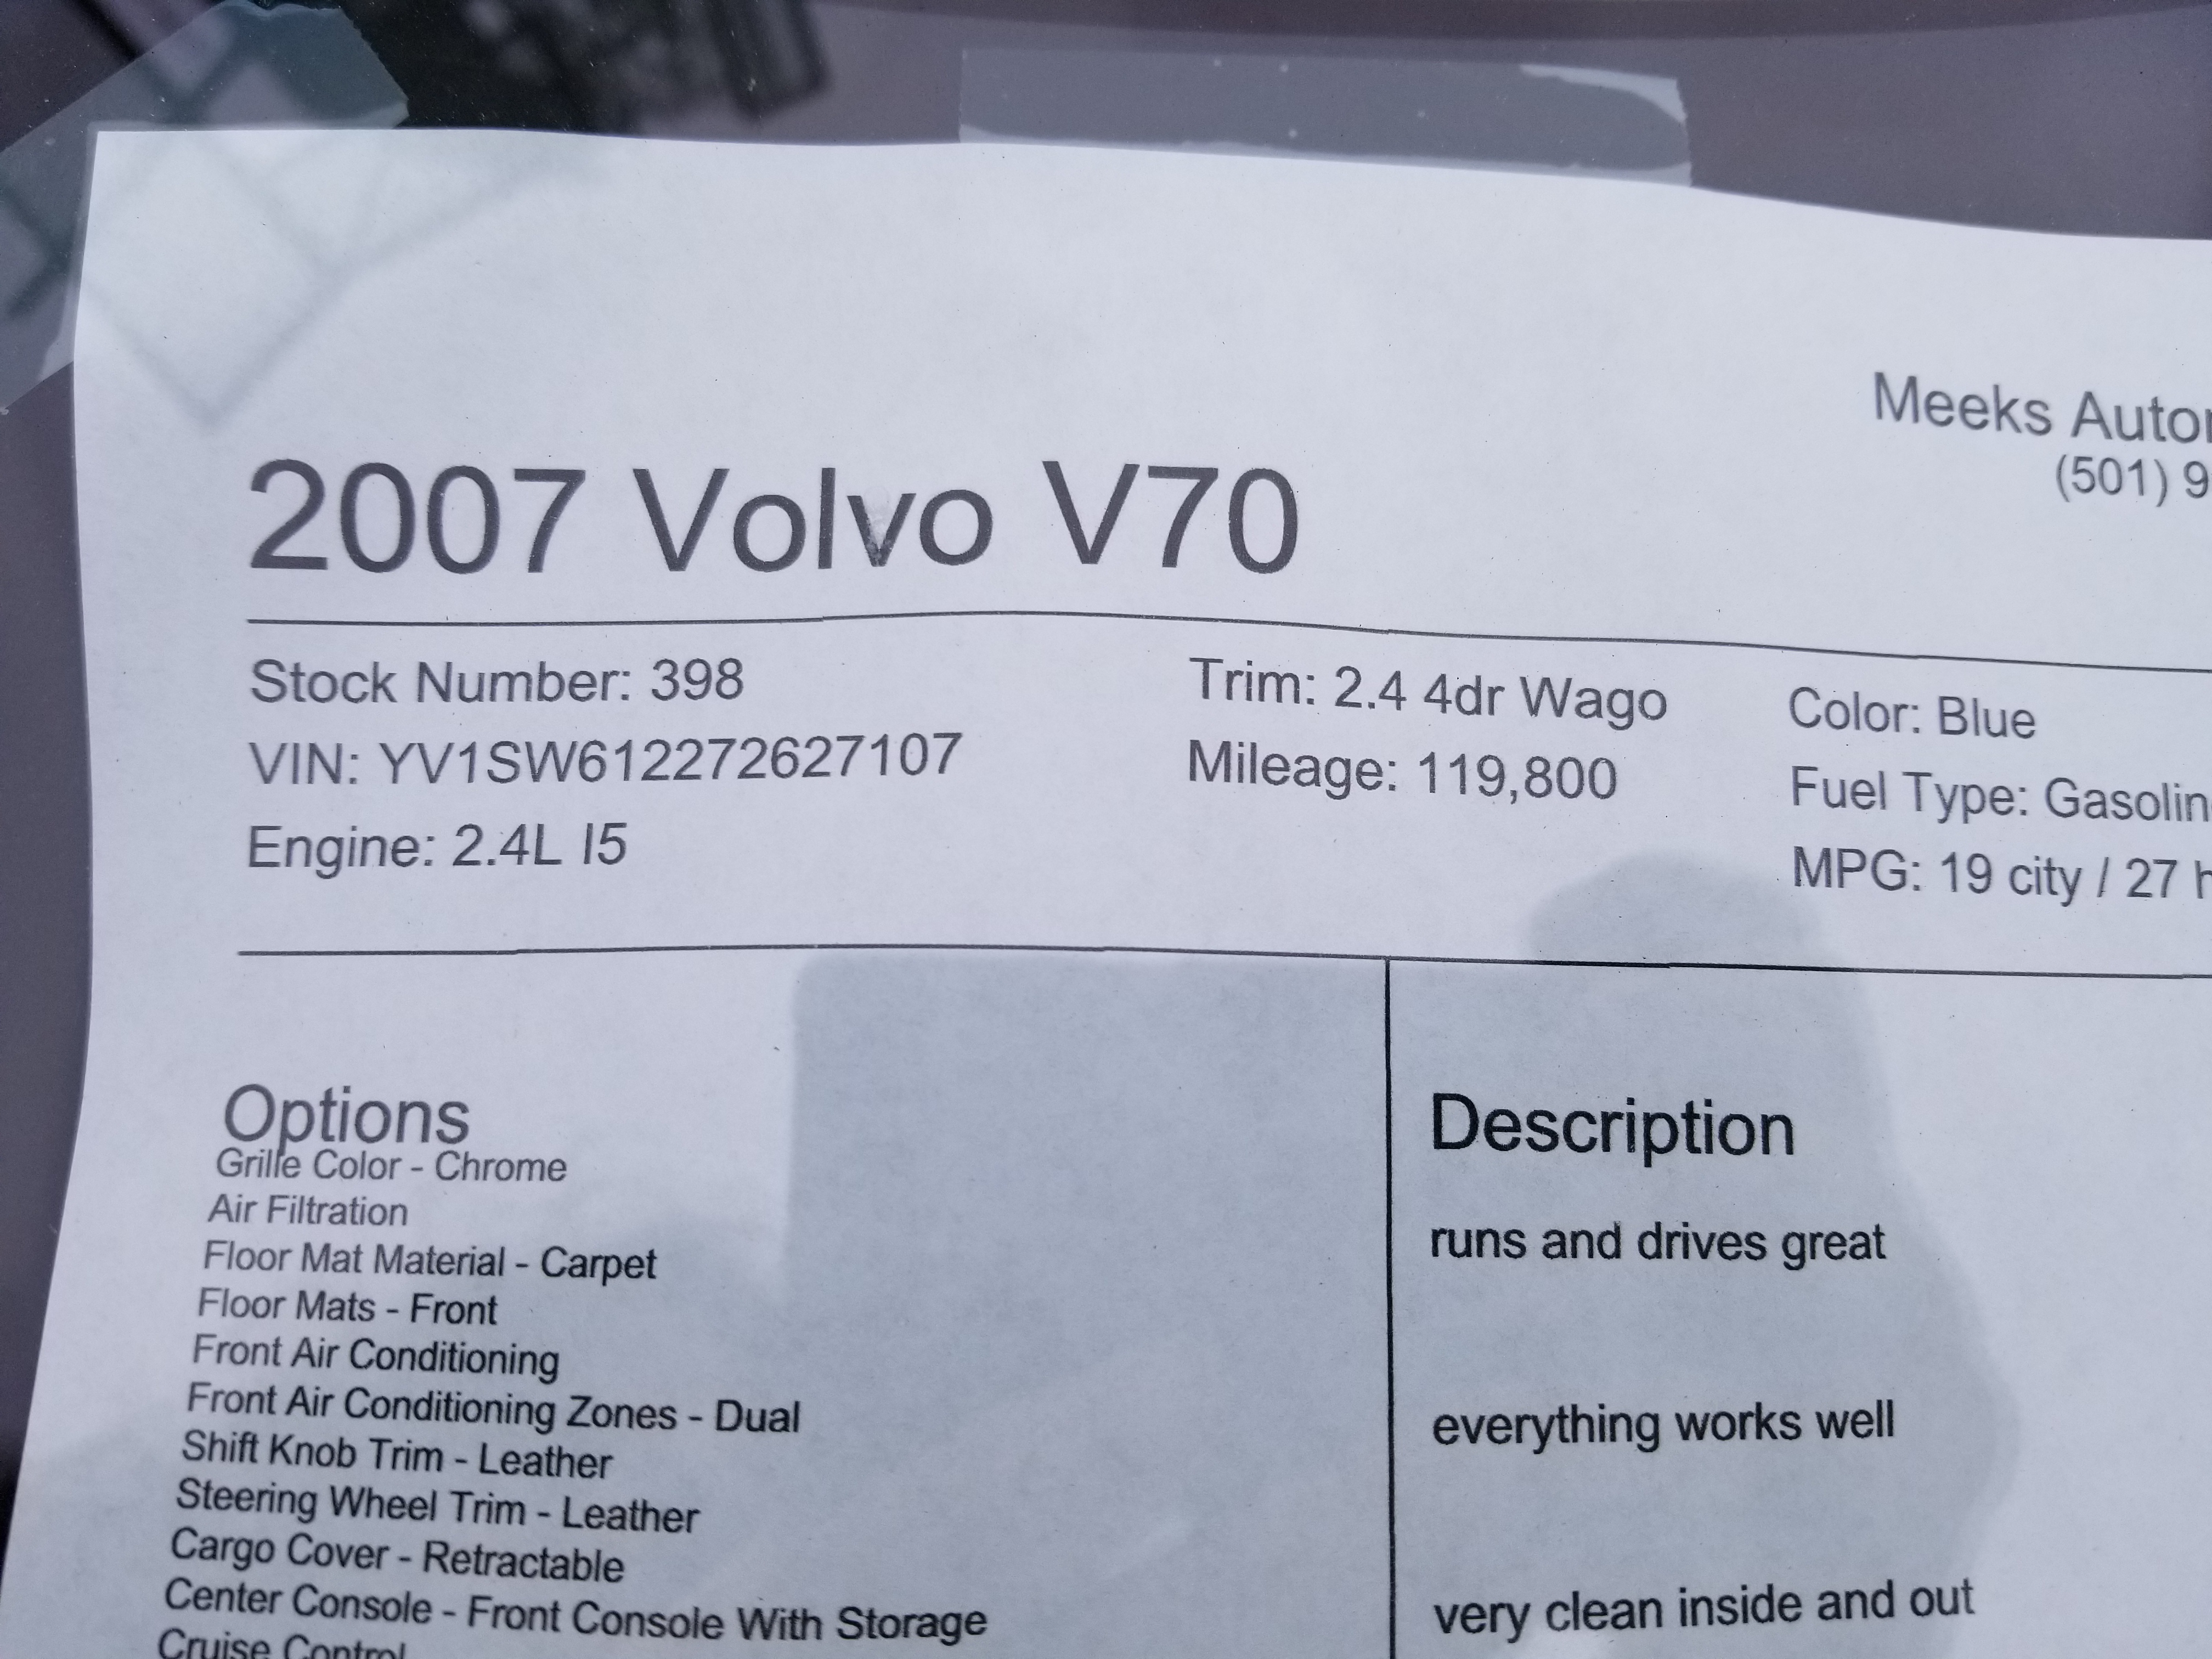 Meeks Autor
(501) 9
2007 Volvo V70
Stock Number: 398
Trim: 2.4 4dr Wago
Color: Blue
VIN: YV1SW612272627107
Mileage: 119,800
Fuel Type: Gasolin
Engine: 2.4L I5
MPG: 19 city / 27 h
Options
Grille Color - Chrome
Air Filtration
Floor Mat Material - Carpet
Floor Mats - Front
Front Air Conditioning
Front Air Conditioning Zones - Dual
Shift Knob Trim - Leather
Steering Wheel Trim - Leather
Cargo Cover - Retractable
Center Console - Front Console With Storage
Cruise Control
Description
runs and drives great
everything works well
very clean inside and out